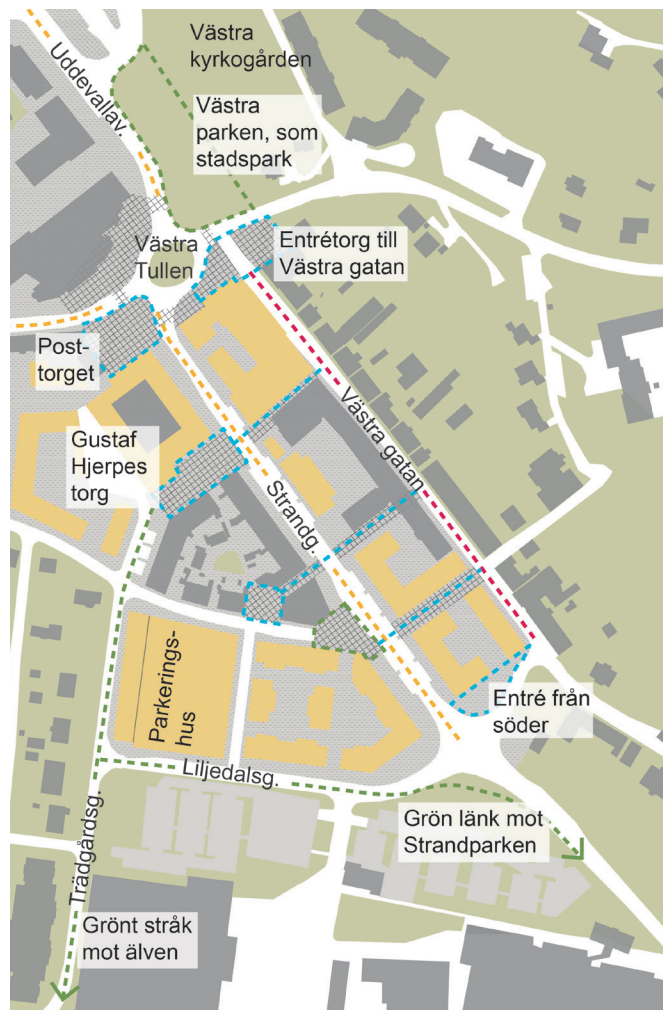 Västra
kyrkogården
Uddevallav.
Västra
parken, som
stadspark
Västra
Tullen
Entrétorg till
Västra gatan
Post-
torget
Västra gatan
Gustaf
Hjerpes
torg
Strandg.
Parkerings-
hus
Entré från
söder
Liljedalsg.
Trädgårdsg.
Grön länk mot
Strandparken
Grönt stråk
mot älven